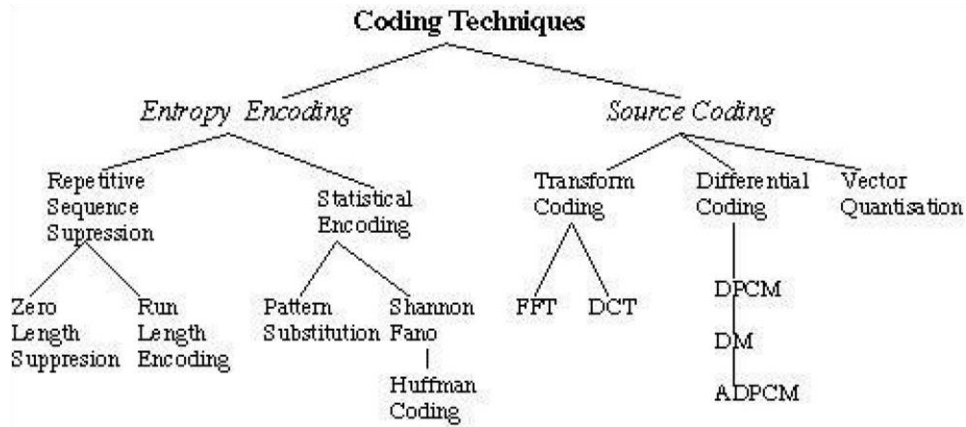 Coding Techniques
Entropy Encoding
Source Coding
Repetitive
Sequence
Supression
Statistical
Encoding
Transform
Coding
Differential
Coding
Vector
Quantisation
Zero
Length
Suppresion
Run
Length
Encoding
Pattern
Substitution
Shannon
Fano
Huffman
Coding
FFT
DCT
DPCM
DM
ADPCM